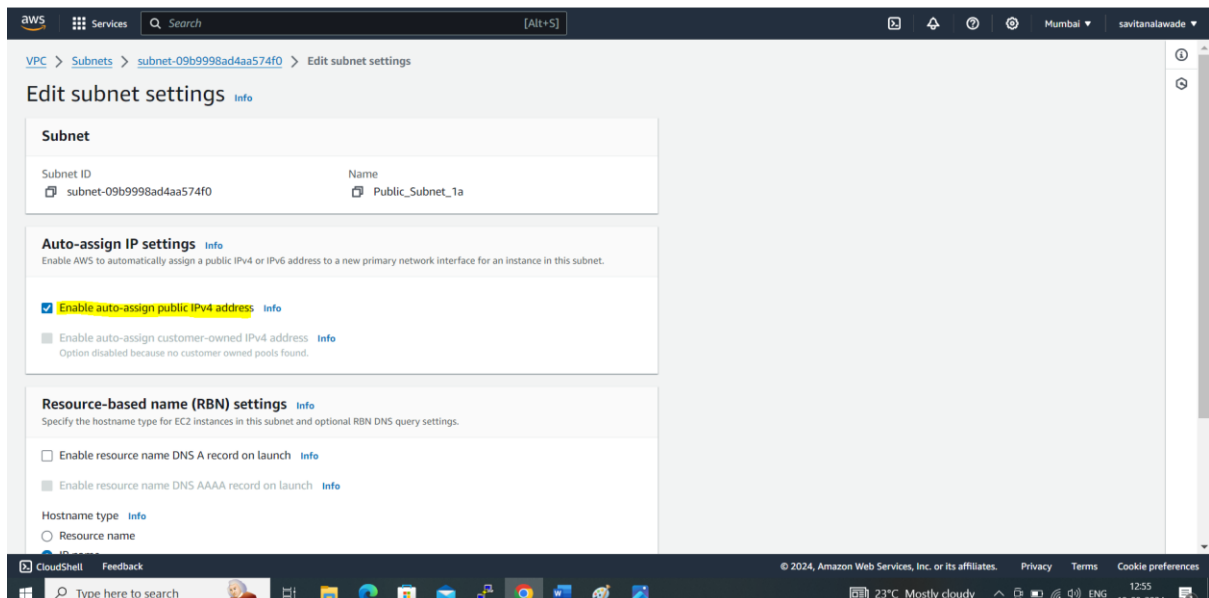 aws Services Search [Alt+S] Mumbai ▼ savitanalawade ▼
VPC > Subnets > subnet-09b9998ad4aa574f0 > Edit subnet settings
Edit subnet settings Info
Subnet
Subnet ID Name
subnet-09b9998ad4aa574f0 Public_Subnet_1a
Auto-assign IP settings Info
Enable AWS to automatically assign a public IPv4 or IPv6 address to a new primary network interface for an instance in this subnet.
Enable auto-assign public IPv4 address Info
Enable auto-assign customer-owned IPv4 address Info
Option disabled because no customer owned pools found.
Resource-based name (RBN) settings Info
Specify the hostname type for EC2 instances in this subnet and optional RBN DNS query settings.
Enable resource name DNS A record on launch Info
Enable resource name DNS AAAA record on launch Info
Hostname type Info
Resource name
IP name
CloudShell Feedback © 2024, Amazon Web Services, Inc. or its affiliates. Privacy Terms Cookie preferences
Type here to search 23°C Mostly cloudy ENG 12:55